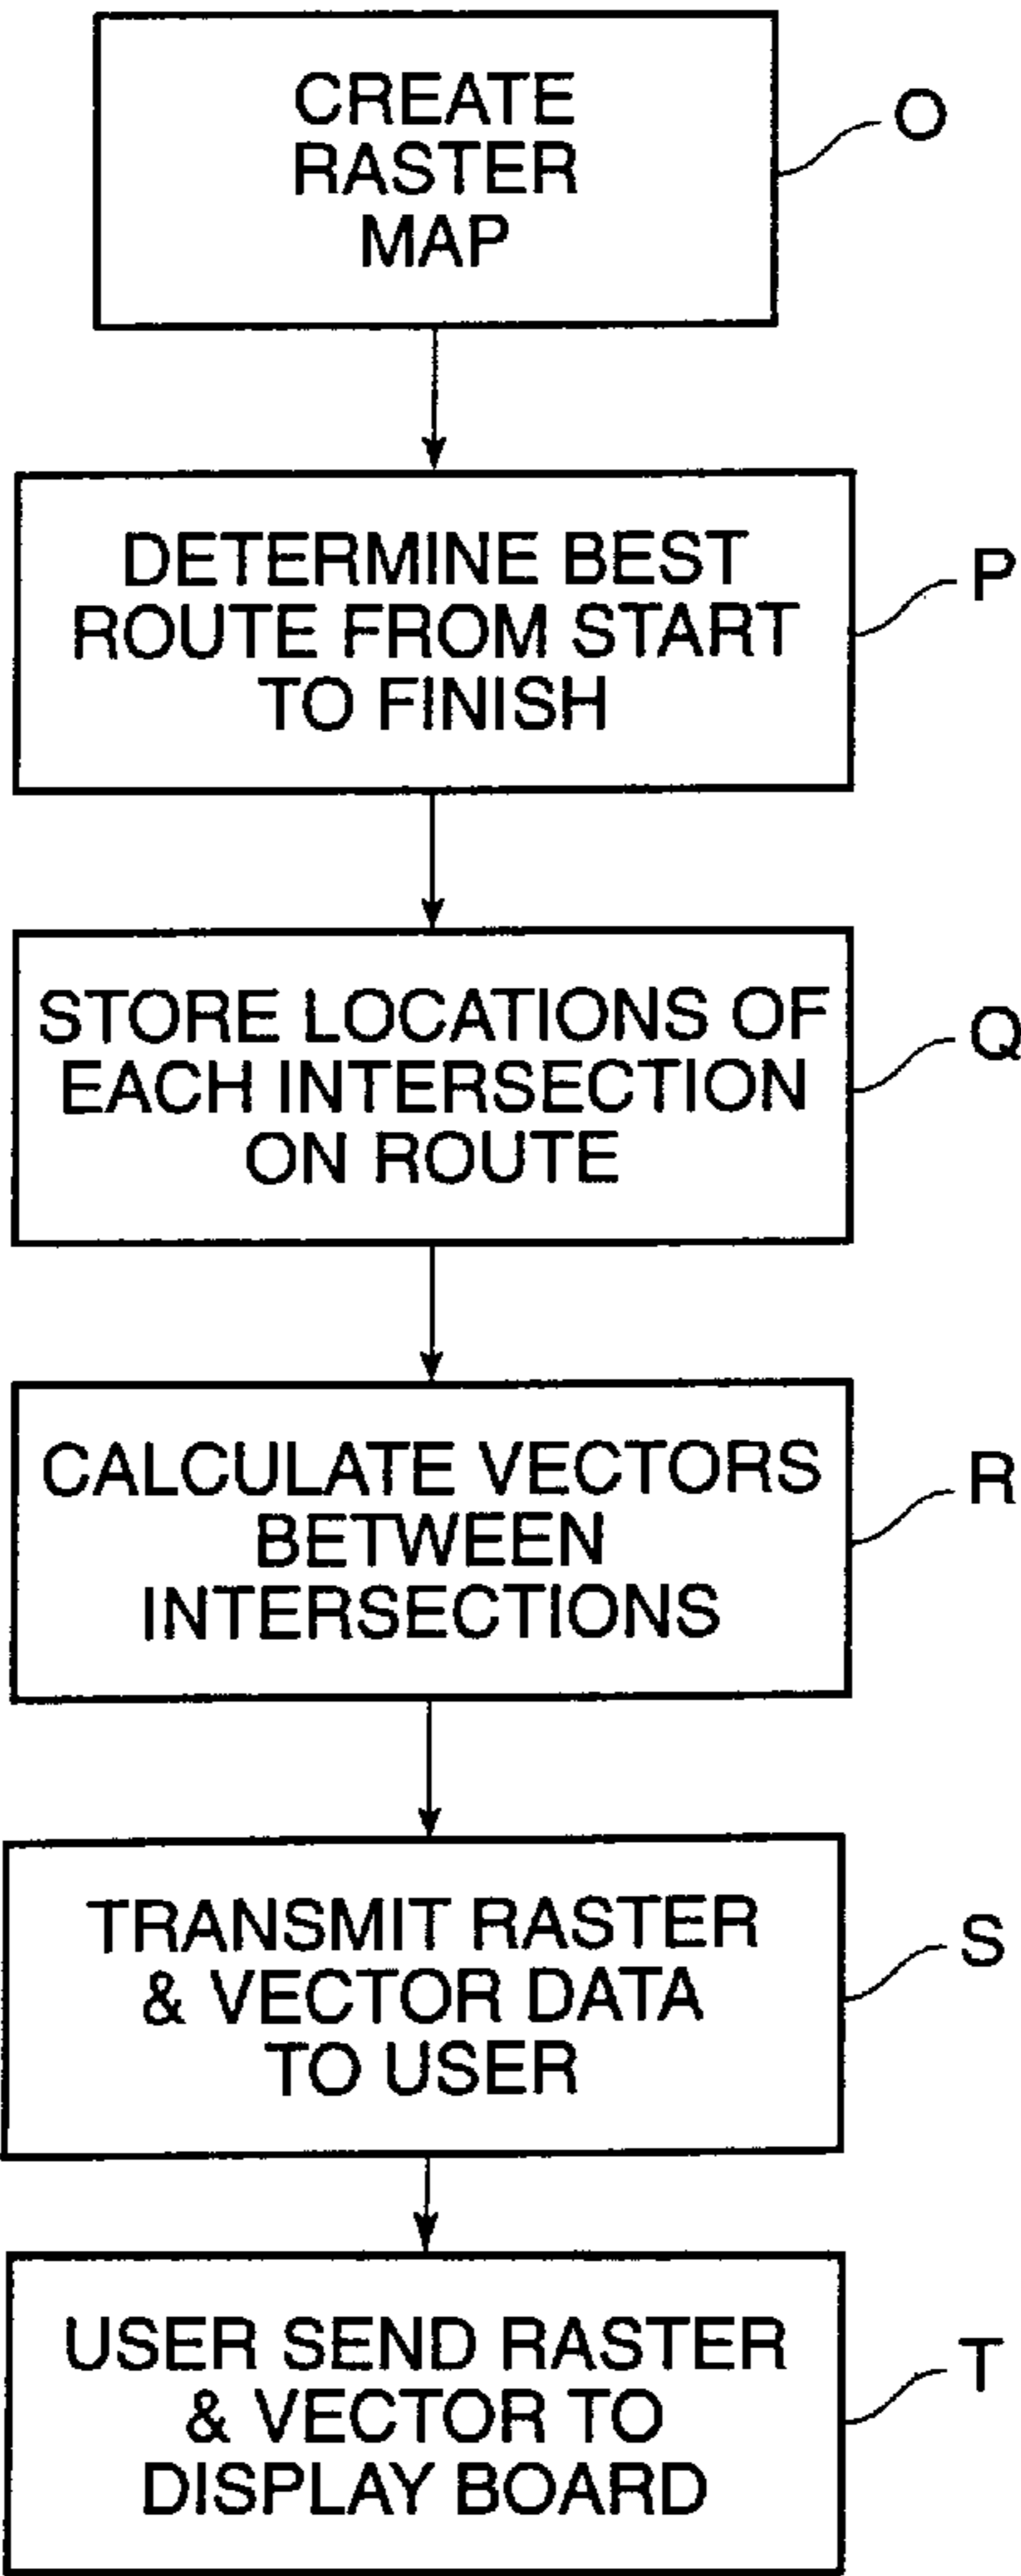 CREATE
RASTER
MAP
O
DETERMINE BEST
ROUTE FROM START
TO FINISH
P
STORE LOCATIONS OF
EACH INTERSECTION
ON ROUTE
Q
CALCULATE VECTORS
BETWEEN
INTERSECTIONS
R
TRANSMIT RASTER
& VECTOR DATA
TO USER
S
USER SEND RASTER
& VECTOR TO
DISPLAY BOARD
T